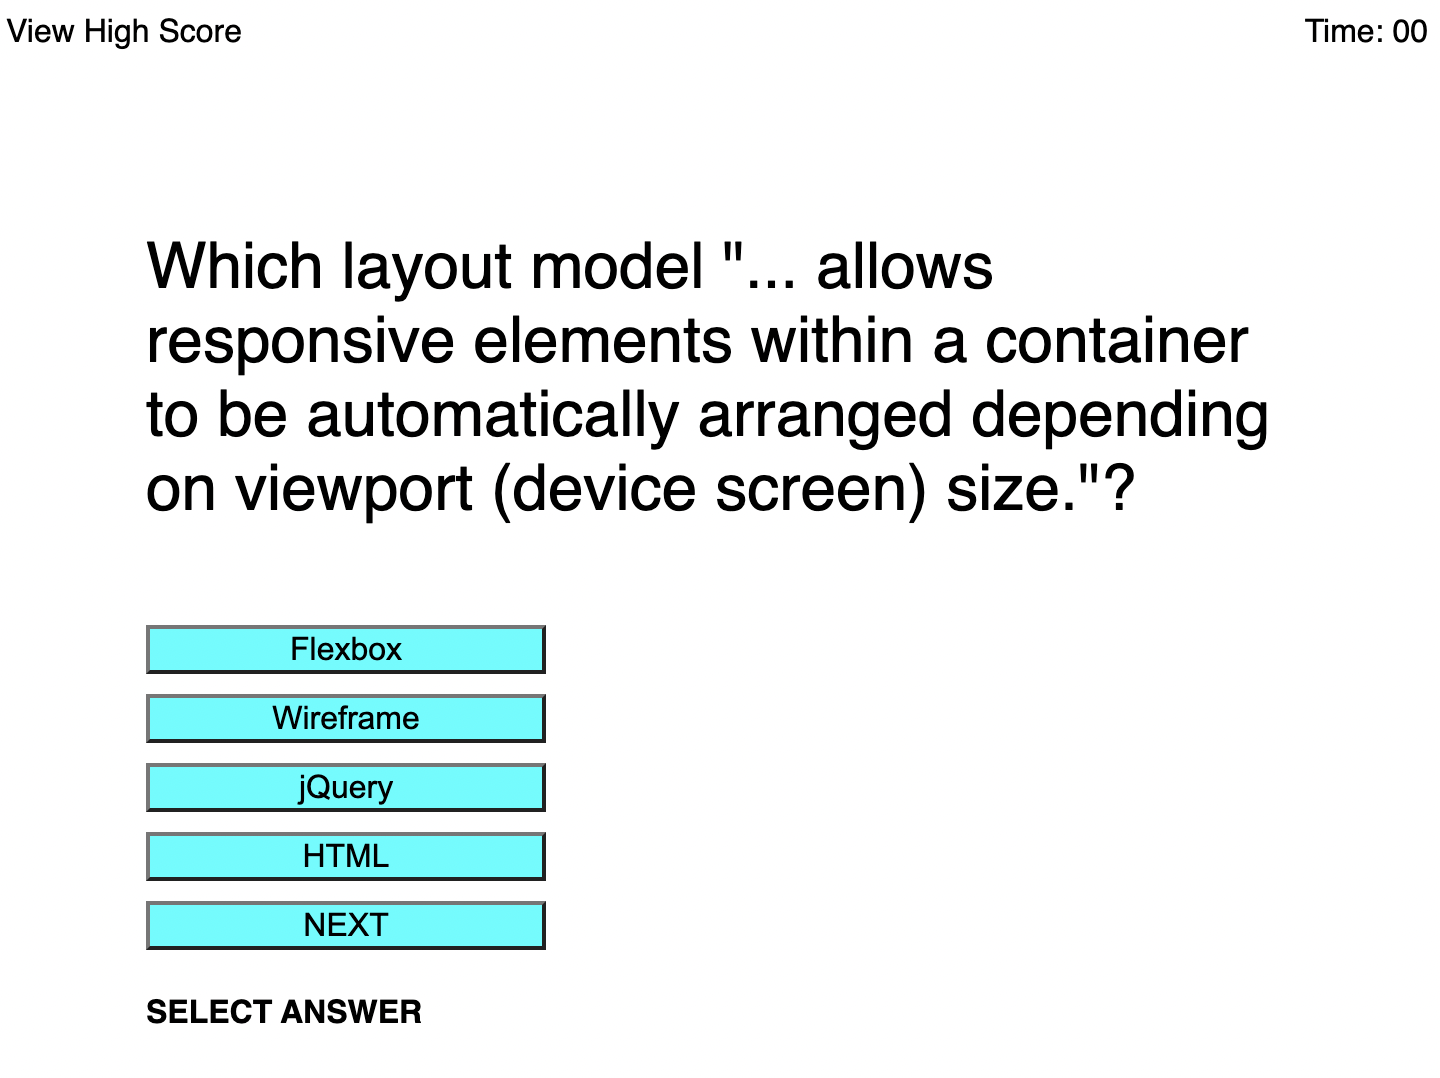 View High Score
Time: 00
Which layout model "... allows
responsive elements within a container
to be automatically arranged depending
on viewport (device screen) size."?
Flexbox
Wireframe
jQuery
HTML
NEXT
SELECT ANSWER